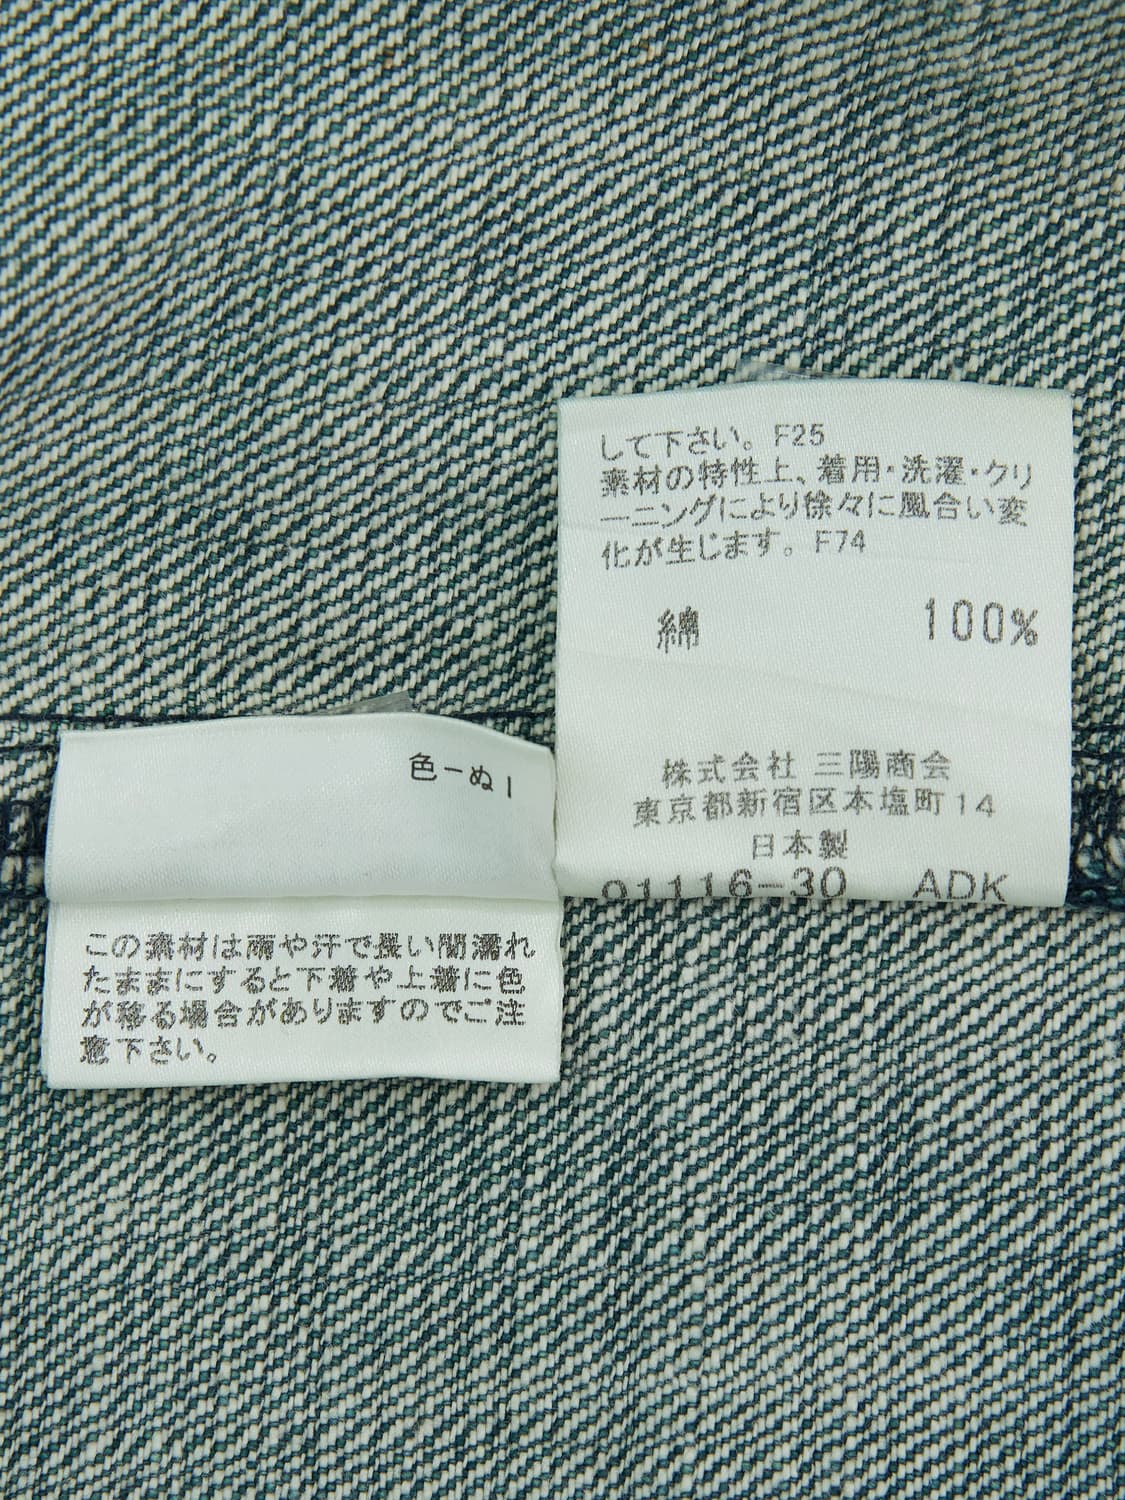 して下さい。F25
素材の特性上、着用・洗濯・クリ
ーニングにより徐々に風合い変
化が生じます。F74
綿 100%
株式会社 三陽商会
東京都新宿区本塩町14
日本製
01116-30 ADK
色ーぬ1
この素材は雨や汗で長い間濡れ
たままにすると下着や上着に色
が移る場合がありますのでご注
意下さい。